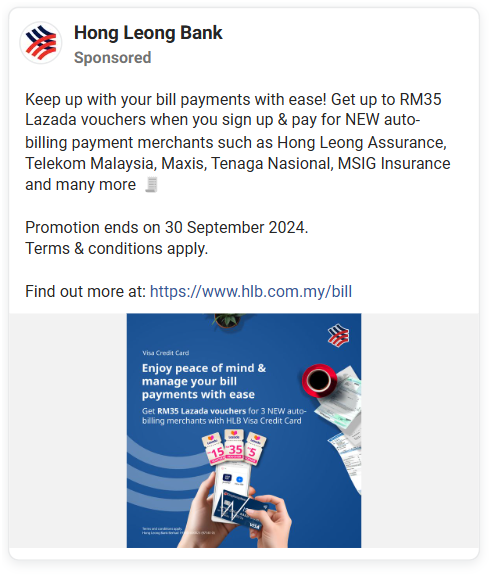 Hong Leong Bank
Sponsored
Keep up with your bill payments with ease! Get up to RM35
Lazada vouchers when you sign up & pay for NEW auto-
billing payment merchants such as Hong Leong Assurance,
Telekom Malaysia, Maxis, Tenaga Nasional, MSIG Insurance
and many more 🧾
Promotion ends on 30 September 2024.
Terms & conditions apply.
Find out more at: https://www.hlb.com.my/bill
Visa Credit Card
Enjoy peace of mind &
manage your bill
payments with ease
Get RM35 Lazada vouchers for 3 NEW auto-
billing merchants with HLB Visa Credit Card
15 35 5
VISA
Terms and conditions apply.